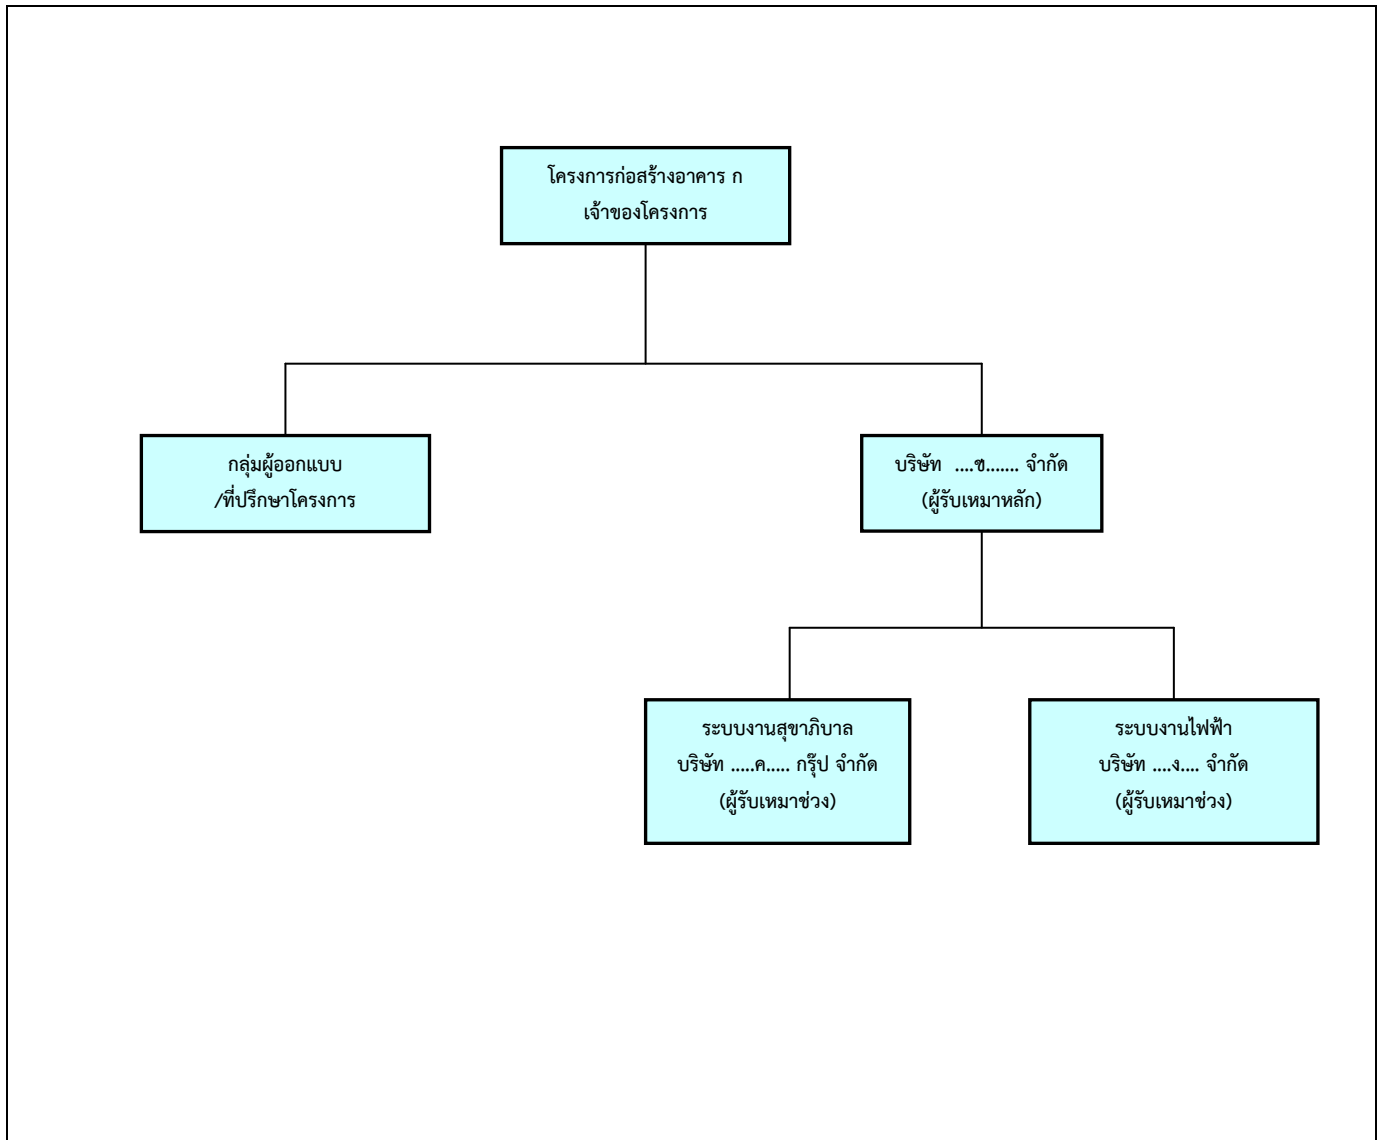 โครงการก่อสร้างอาคาร ก
เจ้าของโครงการ
กลุ่มผู้ออกแบบ
/ที่ปรึกษาโครงการ
บริษัท ....ข....... จำกัด
(ผู้รับเหมาหลัก)
ระบบงานสุขาภิบาล
บริษัท .....ค..... กรุ๊ป จำกัด
(ผู้รับเหมาช่วง)
ระบบงานไฟฟ้า
บริษัท ....ง.... จำกัด
(ผู้รับเหมาช่วง)